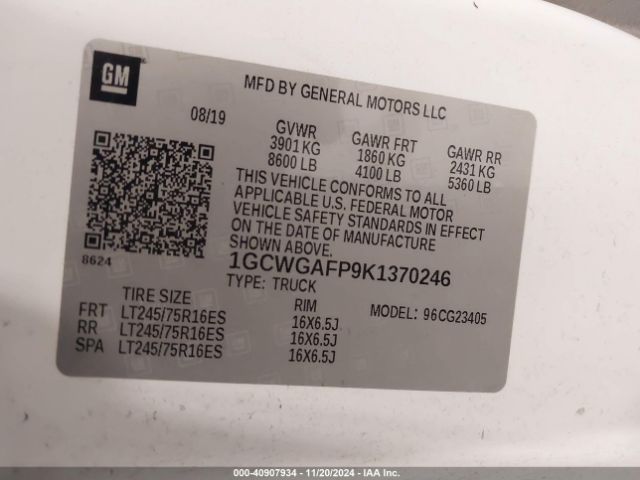 GM
MFD BY GENERAL MOTORS LLC
08/19
GVWR
3901 KG
8600 LB
GAWR FRT
1860 KG
4100 LB
GAWR RR
2431 KG
5360 LB
THIS VEHICLE CONFORMS TO ALL
APPLICABLE U.S. FEDERAL MOTOR
VEHICLE SAFETY STANDARDS IN EFFECT
ON THE DATE OF MANUFACTURE
SHOWN ABOVE.
8624
1GCWGAFP9K1370246
TYPE: TRUCK
TIRE SIZE
RIM
MODEL: 96CG23405
FRT LT245/75R16ES 16X6.5J
RR LT245/75R16ES 16X6.5J
SPA LT245/75R16ES 16X6.5J
000-40907934 - 11/20/2024 - IAA Inc.